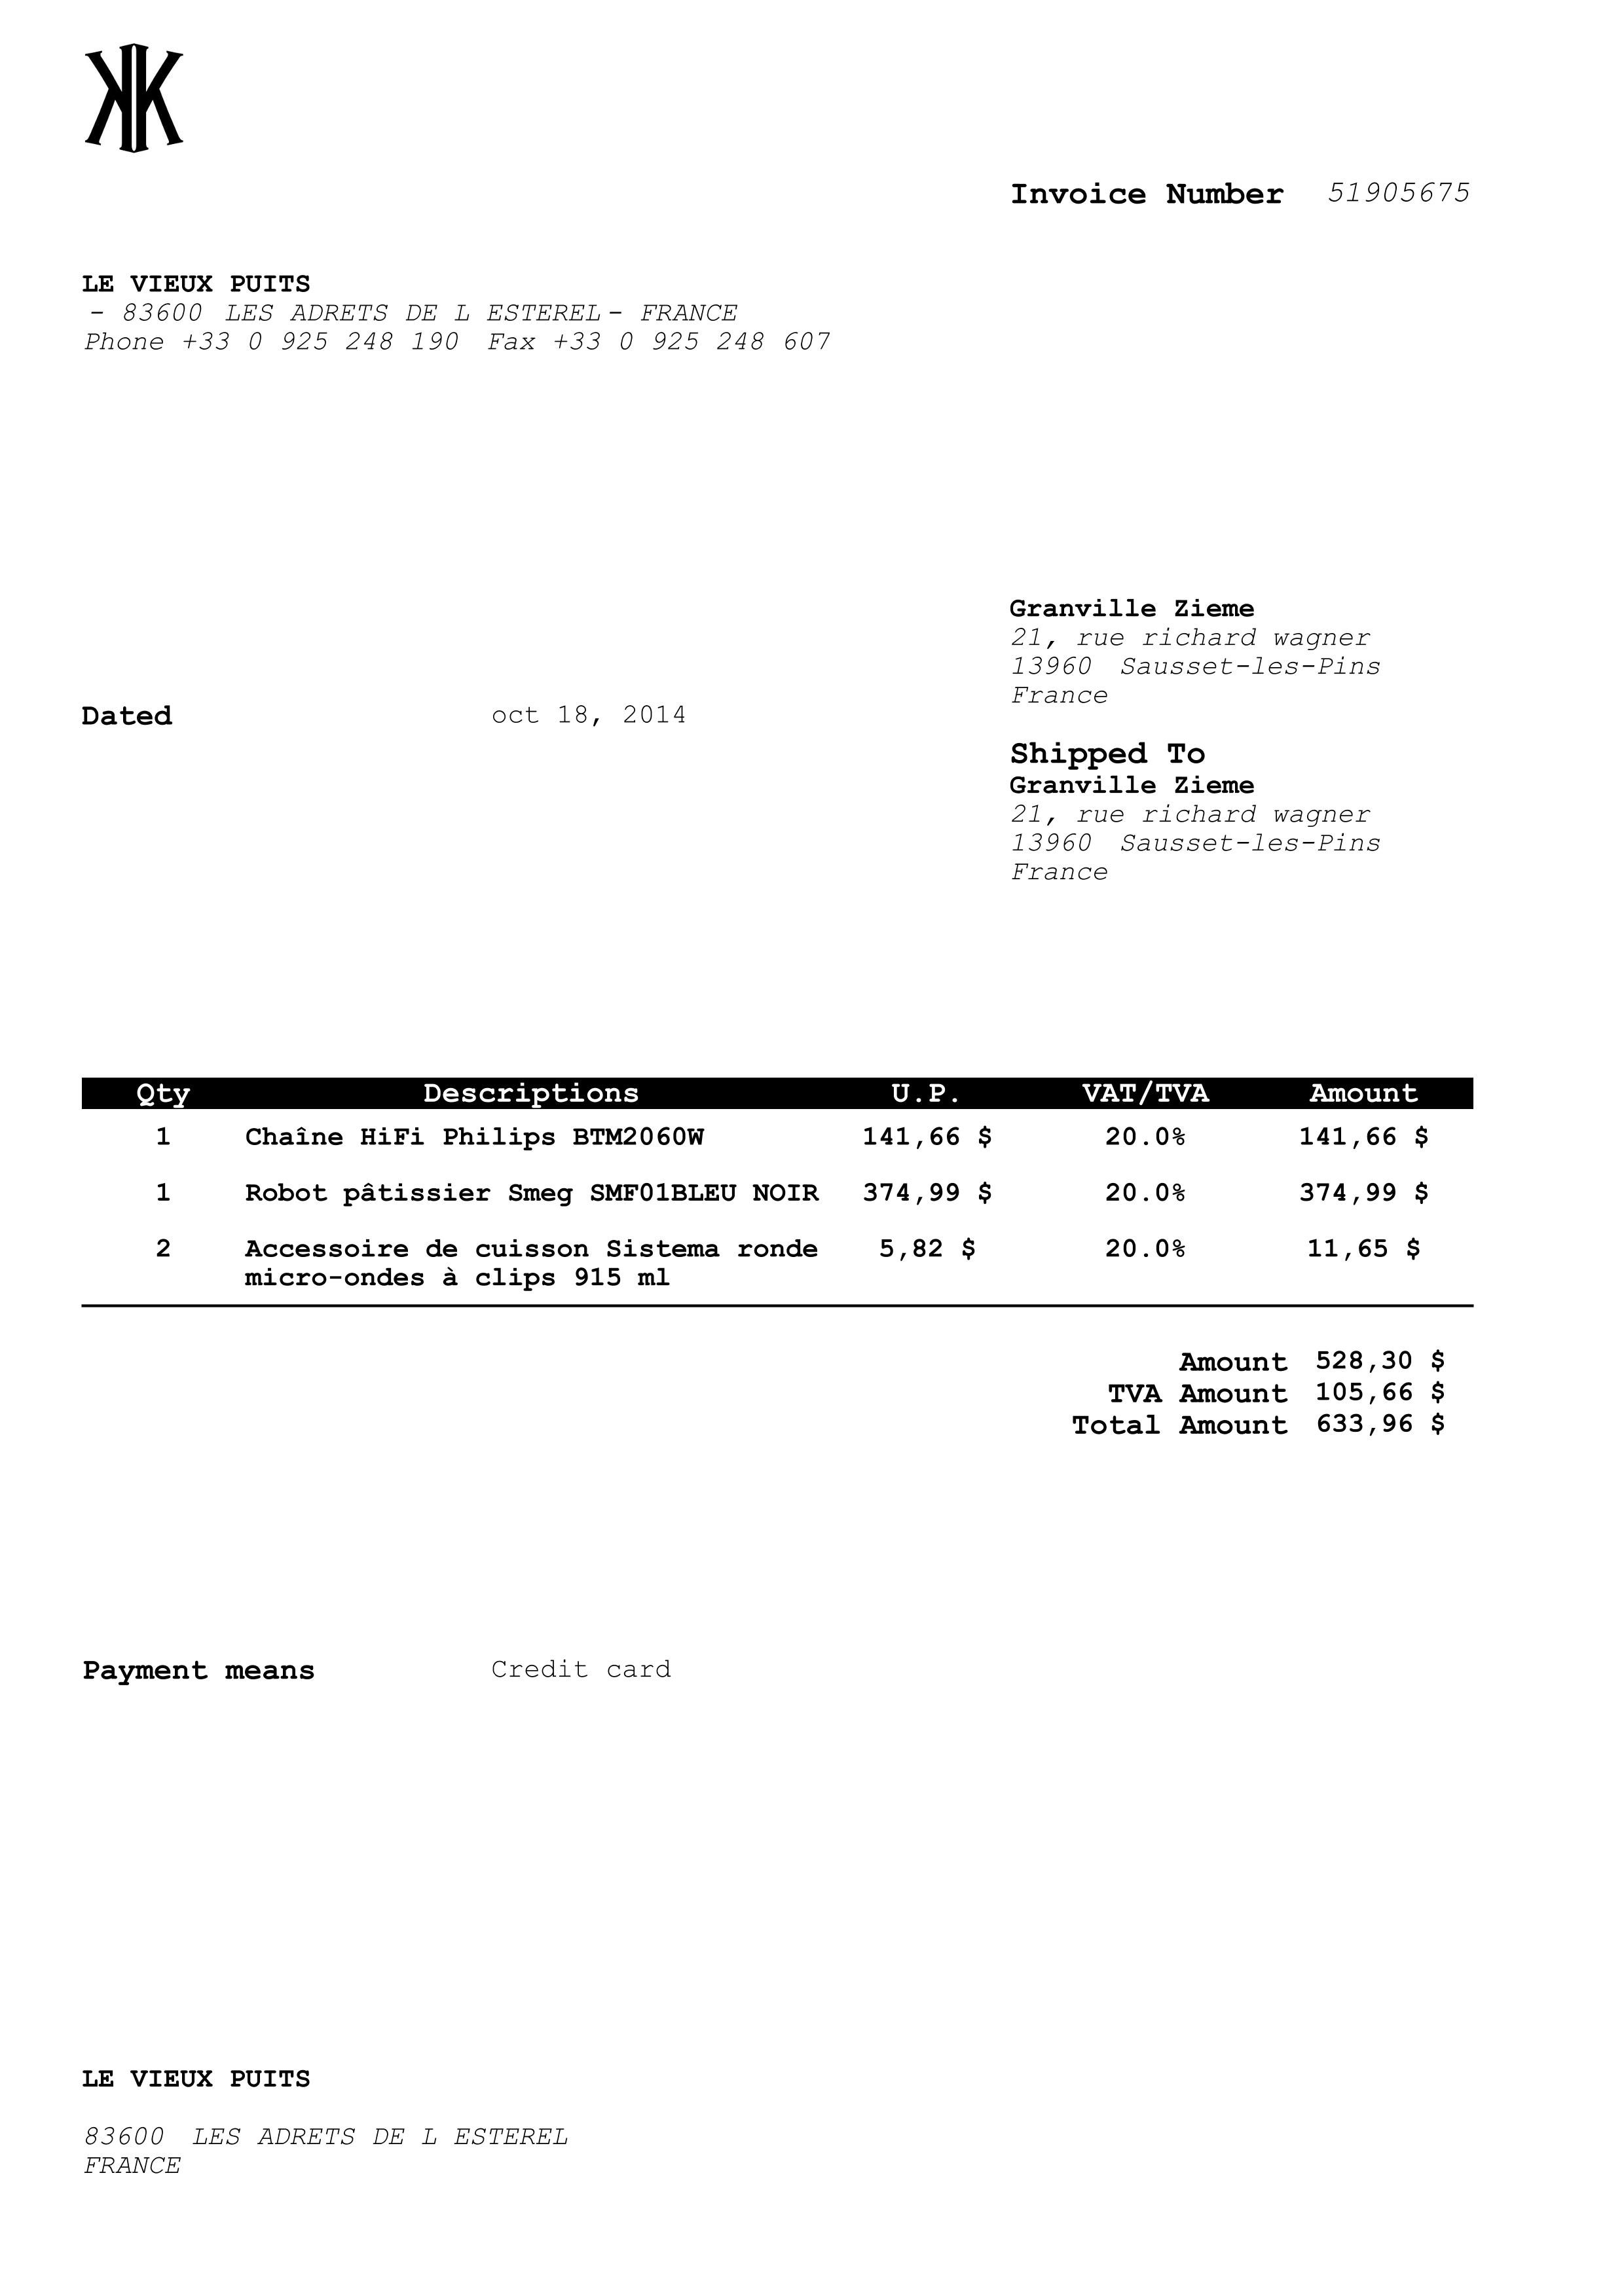 Invoice Number 51905675
LE VIEUX PUITS
- 83600 LES ADRETS DE L ESTEREL - FRANCE
Phone +33 0 925 248 190 Fax +33 0 925 248 607
Granville Zieme
21, rue richard wagner
13960 Sausset-les-Pins
France
Dated oct 18, 2014
Shipped To
Granville Zieme
21, rue richard wagner
13960 Sausset-les-Pins
France
Qty Descriptions U.P. VAT/TVA Amount
1 Chaîne HiFi Philips BTM2060W 141,66 $ 20.0% 141,66 $
1 Robot pâtissier Smeg SMF01BLEU NOIR 374,99 $ 20.0% 374,99 $
2 Accessoire de cuisson Sistema ronde 5,82 $ 20.0% 11,65 $
micro-ondes à clips 915 ml
Amount 528,30 $
TVA Amount 105,66 $
Total Amount 633,96 $
Payment means Credit card
LE VIEUX PUITS
83600 LES ADRETS DE L ESTEREL
FRANCE